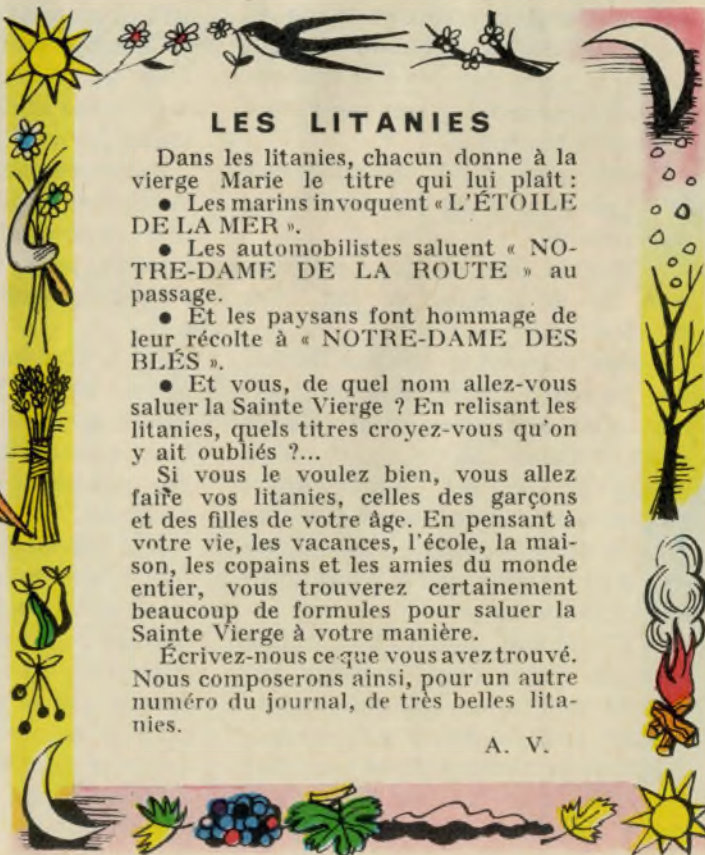 LES LITANIES
Dans les litanies, chacun donne à la
vierge Marie le titre qui lui plaît :
● Les marins invoquent « L'ÉTOILE
DE LA MER ».
● Les automobilistes saluent « NO-
TRE-DAME DE LA ROUTE » au
passage.
● Et les paysans font hommage de
leur récolte à « NOTRE-DAME DES
BLÉS ».
● Et vous, de quel nom allez-vous
saluer la Sainte Vierge ? En relisant les
litanies, quels titres croyez-vous qu'on
y ait oubliés ?...
Si vous le voulez bien, vous allez
faire vos litanies, celles des garçons
et des filles de votre âge. En pensant à
votre vie, les vacances, l'école, la mai-
son, les copains et les amies du monde
entier, vous trouverez certainement
beaucoup de formules pour saluer la
Sainte Vierge à votre manière.
Écrivez-nous ce que vous avez trouvé.
Nous composerons ainsi, pour un autre
numéro du journal, de très belles lita-
nies.
A. V.